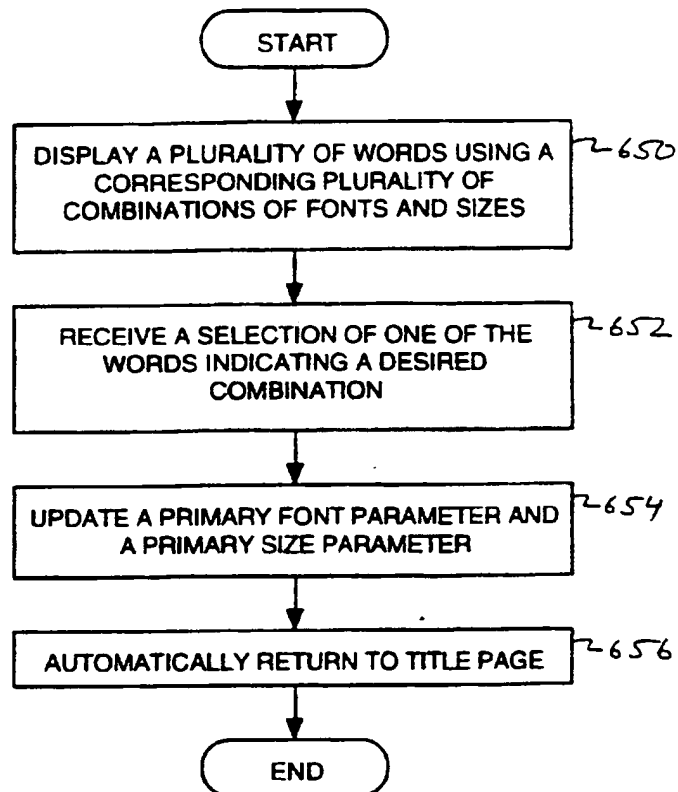 START
DISPLAY A PLURALITY OF WORDS USING A
CORRESPONDING PLURALITY OF
COMBINATIONS OF FONTS AND SIZES
650
RECEIVE A SELECTION OF ONE OF THE
WORDS INDICATING A DESIRED
COMBINATION
652
UPDATE A PRIMARY FONT PARAMETER AND
A PRIMARY SIZE PARAMETER
654
AUTOMATICALLY RETURN TO TITLE PAGE
656
END